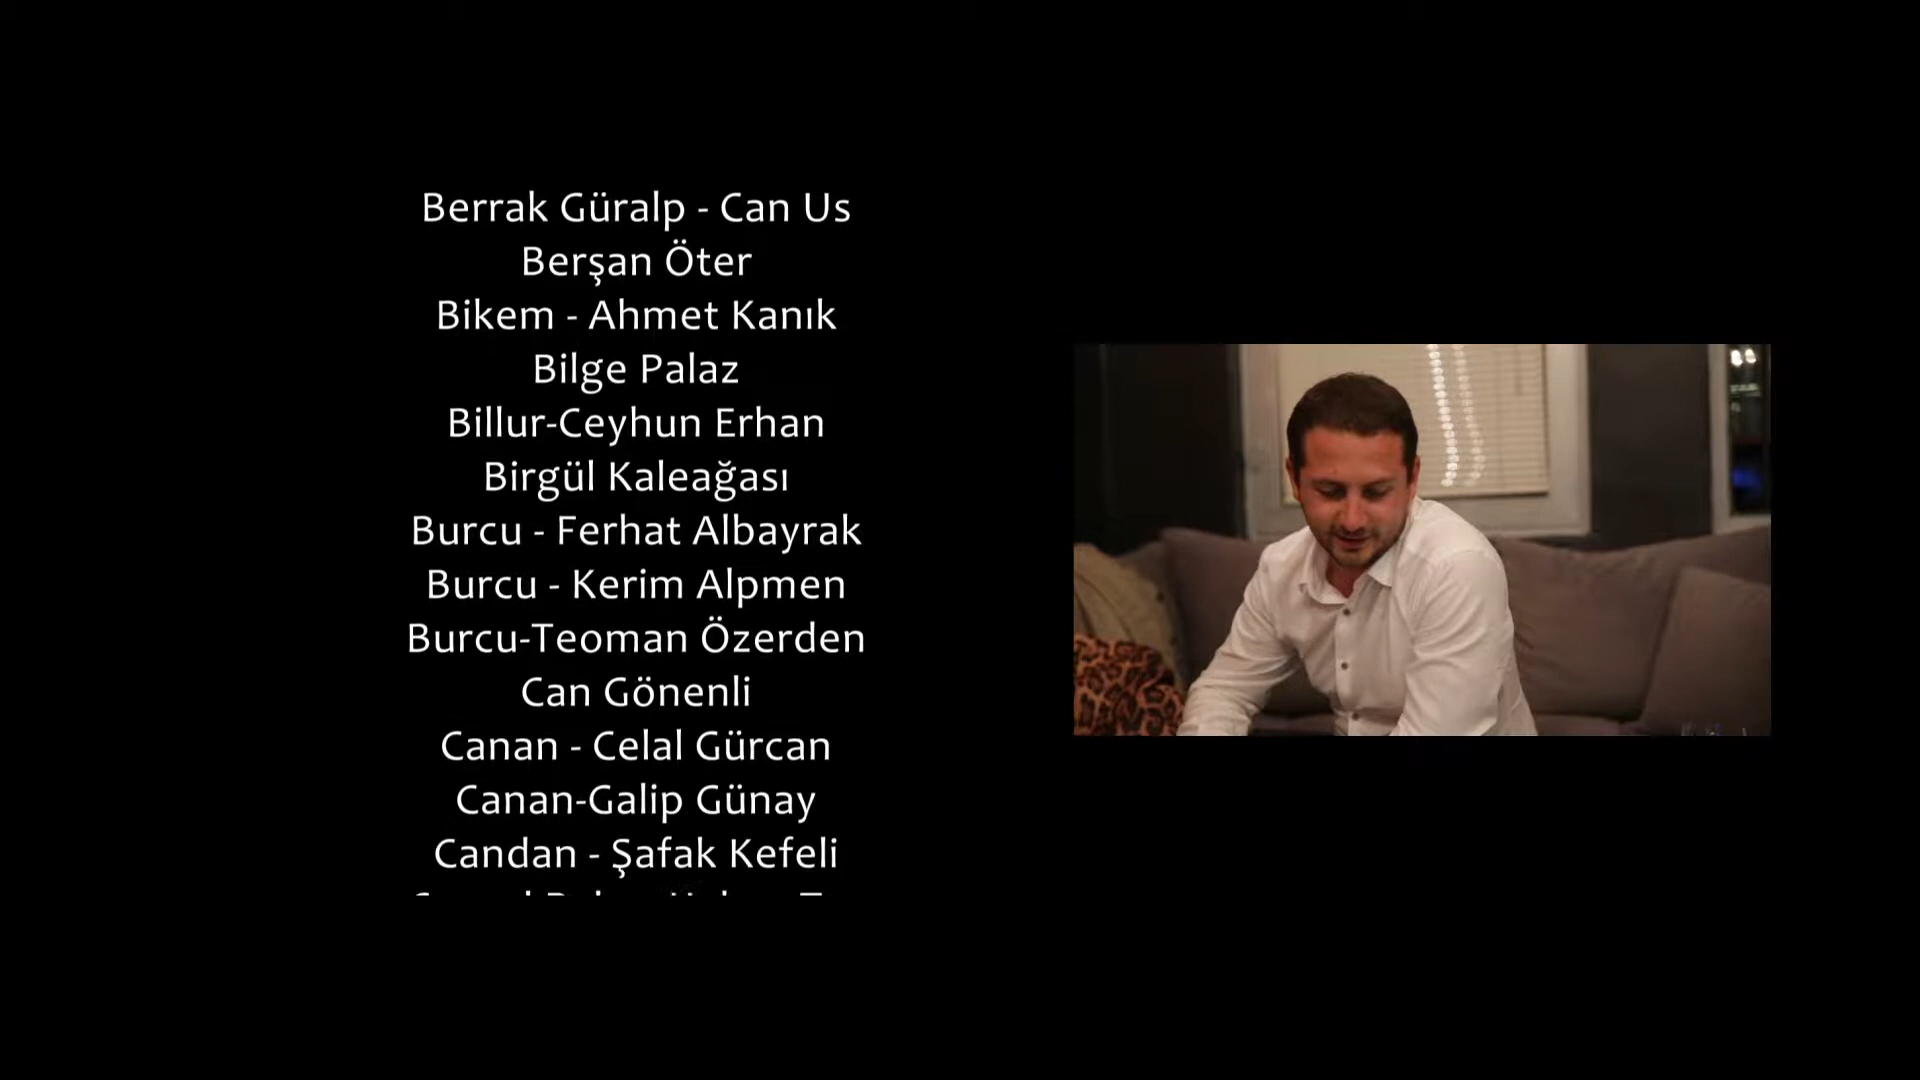 Berrak Güralp - Can Us
Berşan Öter
Bikem - Ahmet Kanık
Bilge Palaz
Billur-Ceyhun Erhan
Birgül Kaleağası
Burcu - Ferhat Albayrak
Burcu - Kerim Alpmen
Burcu-Teoman Özerden
Can Gönenli
Canan - Celal Gürcan
Canan-Galip Günay
Candan - Şafak Kefeli